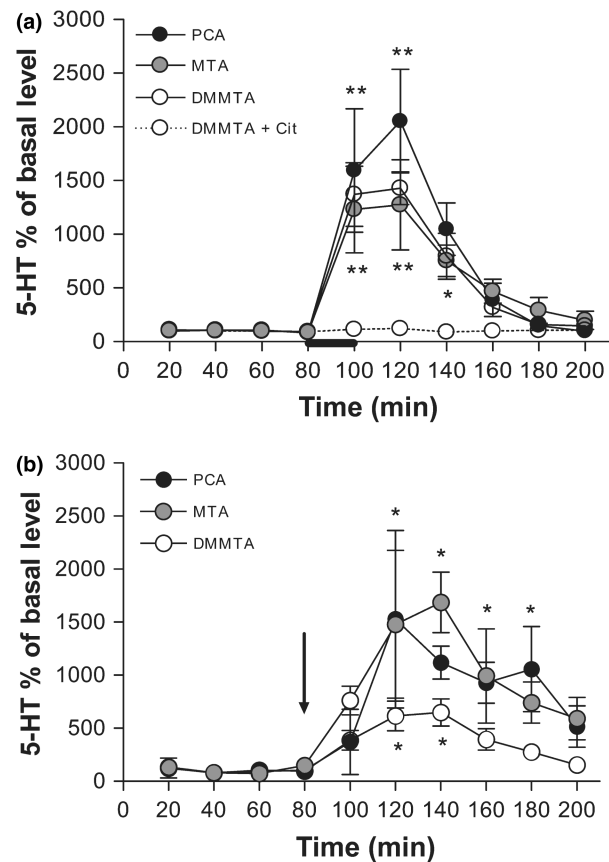 (a)
3000
2500
2000
1500
1000
500
0
5-HT % of basal level
PCA
MTA
DMMTA
DMMTA + Cit
** **
** ** *
0 20 40 60 80 100 120 140 160 180 200
Time (min)
(b)
3000
2500
2000
1500
1000
500
0
5-HT % of basal level
PCA
MTA
DMMTA
* * * *
* *
0 20 40 60 80 100 120 140 160 180 200
Time (min)